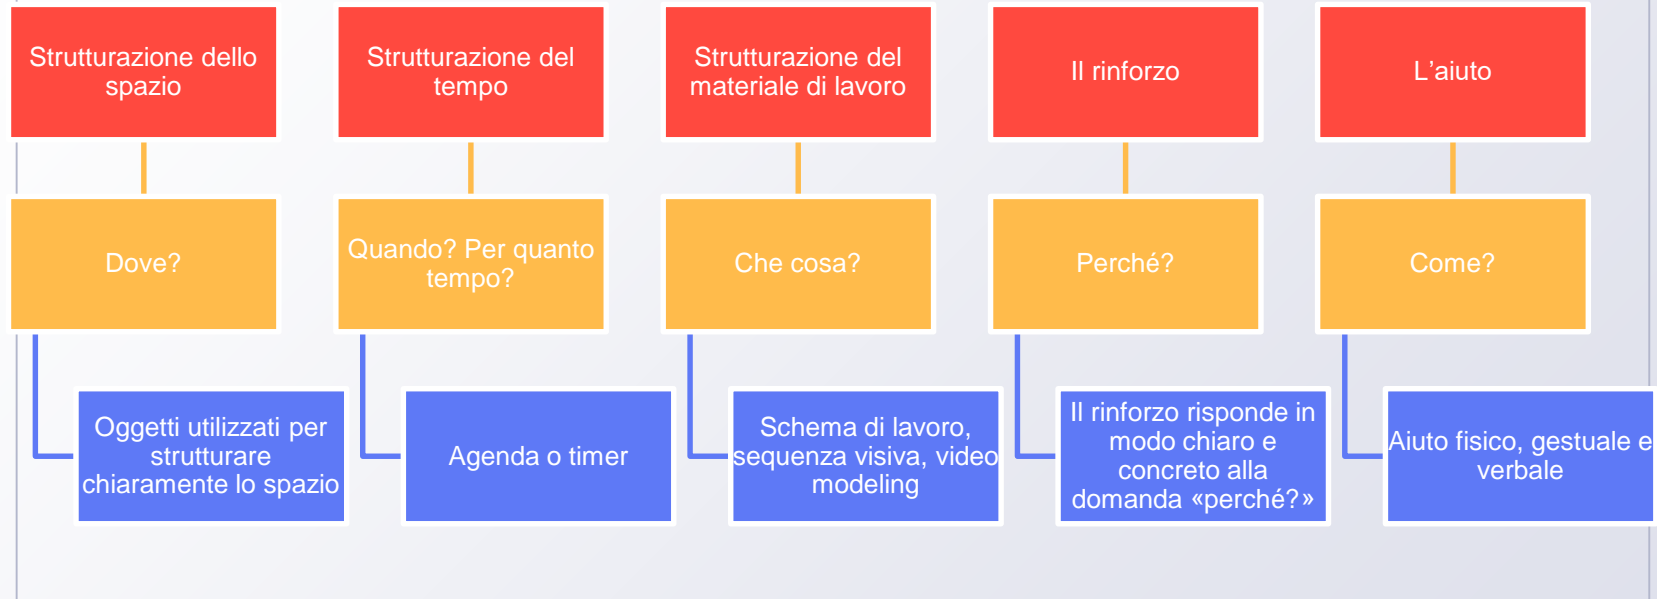 Strutturazione dello
spazio
Strutturazione del
tempo
Strutturazione del
materiale di lavoro
Il rinforzo
L’aiuto
Dove?
Quando? Per quanto
tempo?
Che cosa?
Perché?
Come?
Oggetti utilizzati per
strutturare
chiaramente lo spazio
Agenda o timer
Schema di lavoro,
sequenza visiva, video
modeling
Il rinforzo risponde in
modo chiaro e
concreto alla
domanda «perché?»
Aiuto fisico, gestuale e
verbale